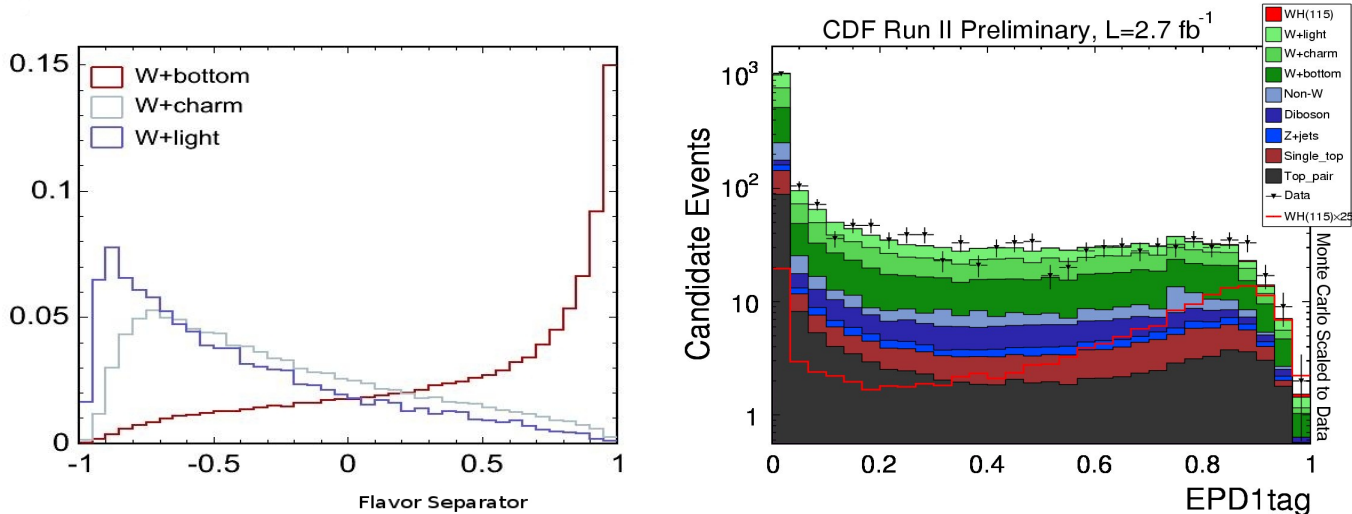 0.15
0.1
0.05
0
-1
-0.5
0
0.5
1
W+bottom
W+charm
W+light
Flavor Separator
CDF Run II Preliminary, L=2.7 fb⁻¹
Candidate Events
10³
10²
10
1
0
0.2
0.4
0.6
0.8
1
EPD1tag
WH(115)
W+light
W+charm
W+bottom
Non-W
Diboson
Z+jets
Single_top
Top_pair
Data
WH(115)×25
Monte Carlo Scaled to Data